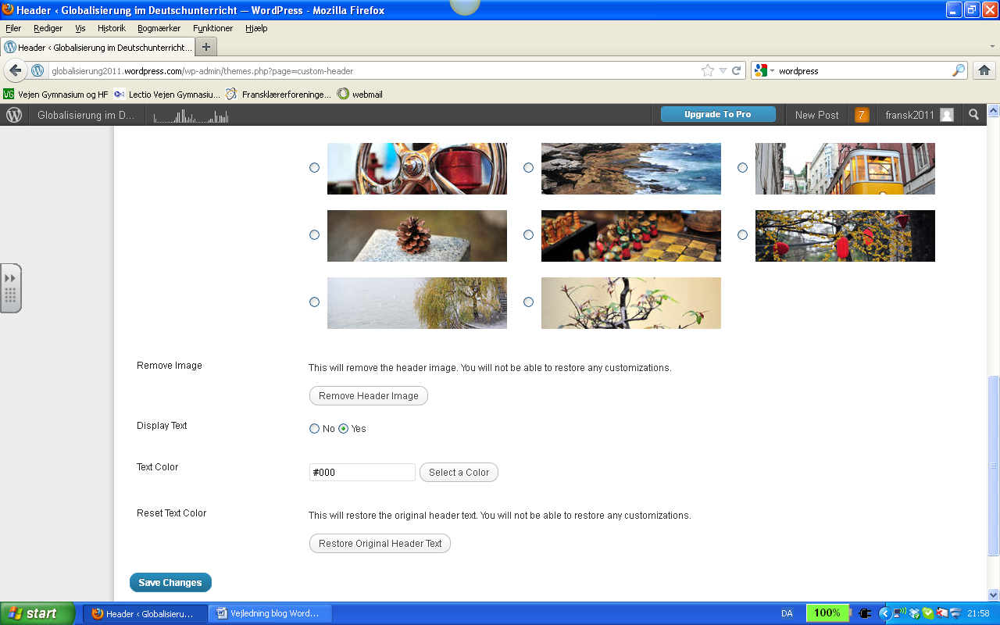 Header ‹ Globalisierung im Deutschunterricht — WordPress - Mozilla Firefox
Filer Rediger Vis Historik Bogmærker Funktioner Hjælp
Header ‹ Globalisierung im Deutschunterricht... +
globalisierung2011.wordpress.com/wp-admin/themes.php?page=custom-header wordpress
VG Vejen Gymnasium og HF Lectio Vejen Gymnasiu... Fransklærerforeninge... webmail
Globalisierung im D... Upgrade To Pro New Post 7 fransk2011
Remove Image
This will remove the header image. You will not be able to restore any customizations.
Remove Header Image
Display Text
No Yes
Text Color
#000 Select a Color
Reset Text Color
This will restore the original header text. You will not be able to restore any customizations.
Restore Original Header Text
Save Changes
start Header ‹ Globalisieru... Vejledning blog Word... DA 100% 21:58